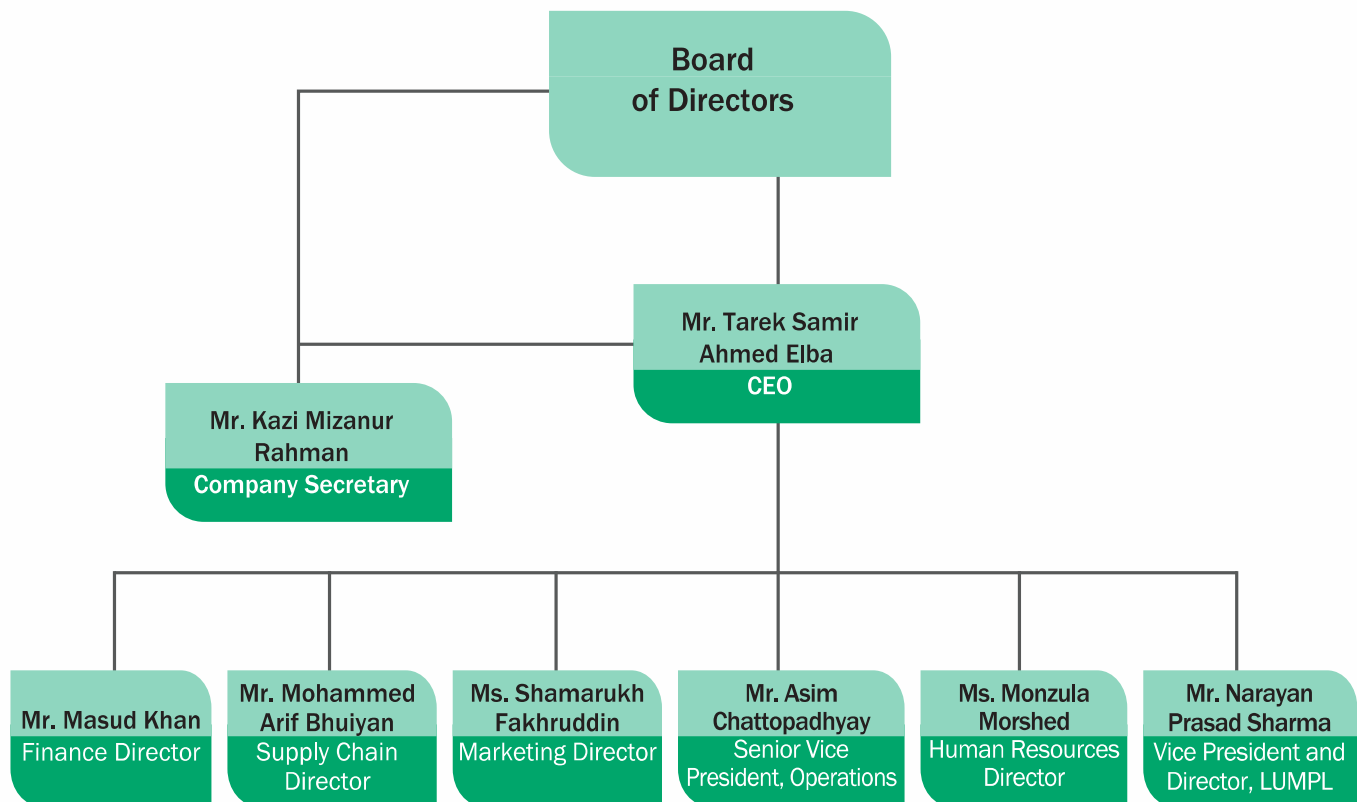 Board
of Directors
Mr. Tarek Samir
Ahmed Elba
CEO
Mr. Kazi Mizanur
Rahman
Company Secretary
Mr. Masud Khan
Finance Director
Mr. Mohammed
Arif Bhuiyan
Supply Chain
Director
Ms. Shamarukh
Fakhruddin
Marketing Director
Mr. Asim
Chattopadhyay
Senior Vice
President, Operations
Ms. Monzula
Morshed
Human Resources
Director
Mr. Narayan
Prasad Sharma
Vice President and
Director, LUMPL